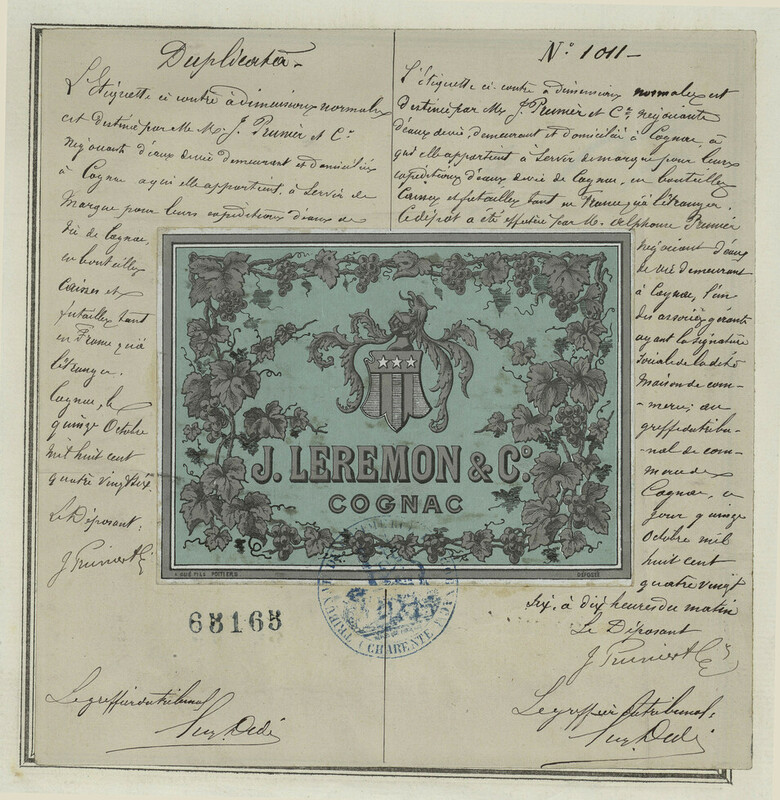 Duplicata
L'Etiquette ci contre à dimensions normales
est destinée par Me M. J. Prunier et Cie
négociants d'eaux de vie demeurant et domiciliés
à Cognac à qui elle appartient, à servir de
marque pour leurs expéditions d'eaux de
vie de Cognac,
en bouteilles
caisses et
futailles tant
en France qu'à
l'étranger.
Cognac, le
quinze Octobre
mil huit cent
quatre vingt six.
Le Déposant:
J. Prunier & Cie
N° 1011
L'étiquette ci-contre à dimensions normales est
destinée par Mrs J. Prunier et Cie, négociants
d'eaux de vie, demeurant et domiciliés à Cognac, à
qui elle appartient à servir de marque pour leurs
expéditions d'eaux de vie de Cognac, en bouteilles
caisses et futailles tant en France qu'à l'étranger.
Ce dépôt a été effectué par M. Alphonse Prunier
négociant d'eaux
de vie demeurant
à Cognac, l'un
des associés gérants
ayant la signature
sociale de la dite
maison de com-
-merce, au
greffe du tribu-
-nal de com-
-merce de
Cognac, ce
jour quinze
Octobre mil
huit cent
quatre vingt
six, à dix heures du matin
Le Déposant
J. Prunier & Cie
J. LEREMON & Co.
COGNAC
POITIERS
DÉPOSÉ
65165
CHARENTE
Le greffier du tribunal
Le greffier du tribunal: